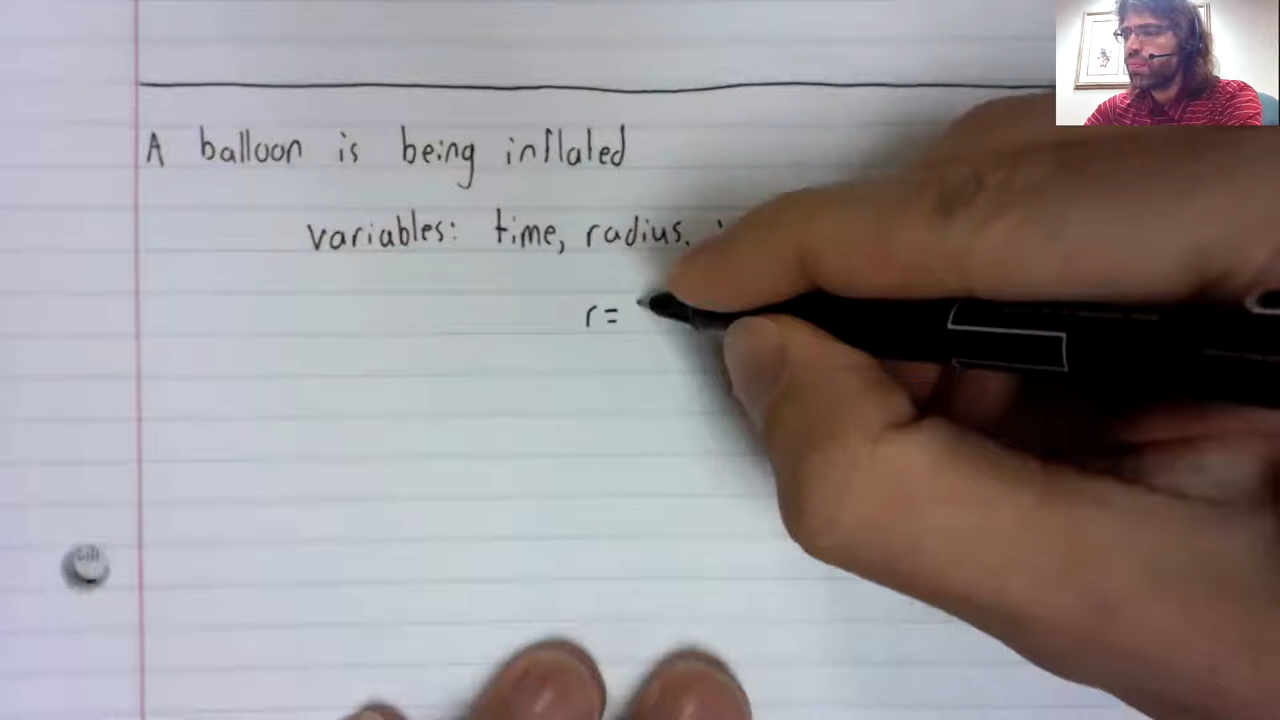 A balloon is being inflated
variables: time, radius,
r=